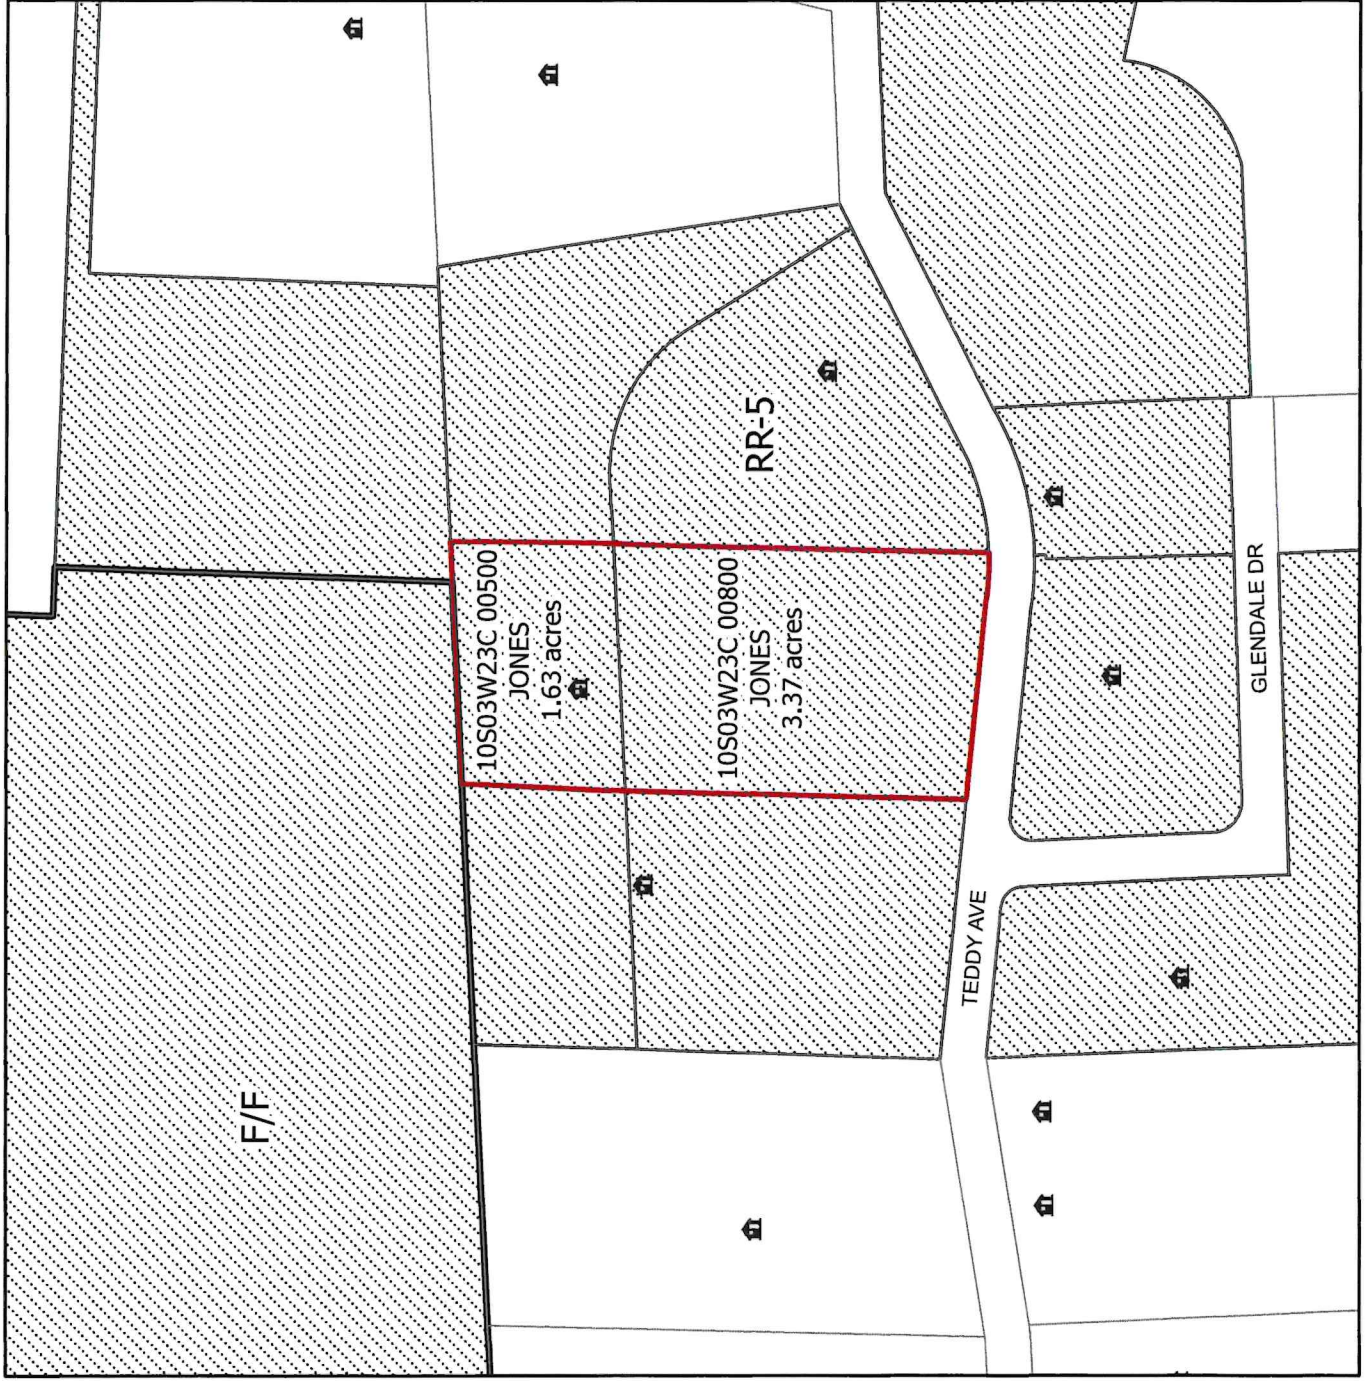 F/F
10S03W23C 00500
JONES
1.63 acres
10S03W23C 00800
JONES
3.37 acres
RR-5
TEDDY AVE
GLENDALE DR